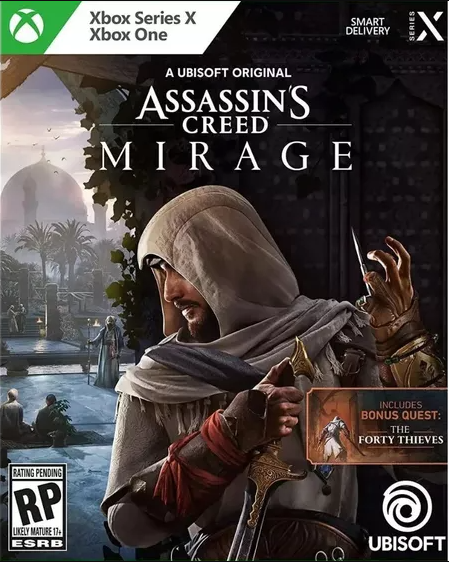 Xbox Series X
Xbox One
SMART
DELIVERY
SERIES
X
A UBISOFT ORIGINAL
ASSASSIN'S
CREED
MIRAGE
INCLUDES
BONUS QUEST:
THE
FORTY THIEVES
RATING PENDING
RP
LIKELY MATURE 17+
ESRB
UBISOFT